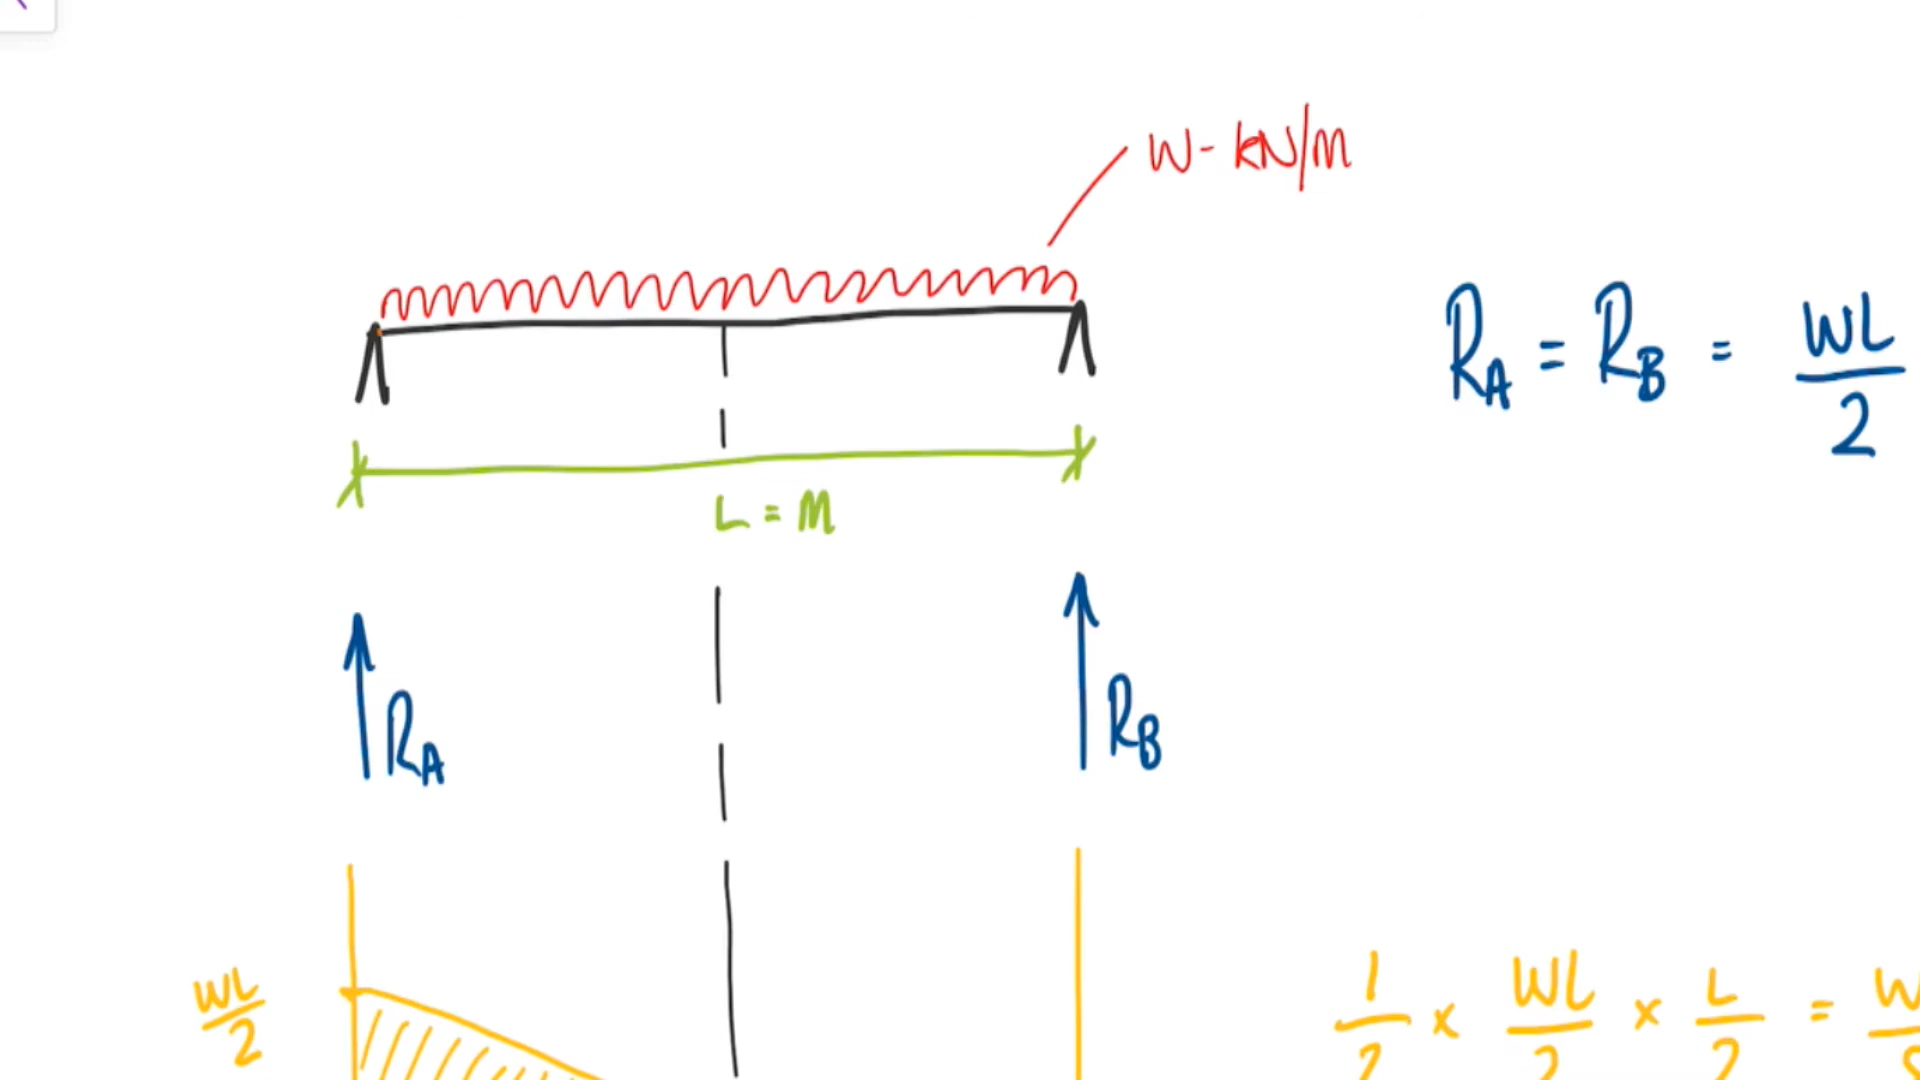 W - kN/m
RA = RB = WL/2
L = M
RA
RB
WL/2
1/2 x WL/2 x L/2 = W